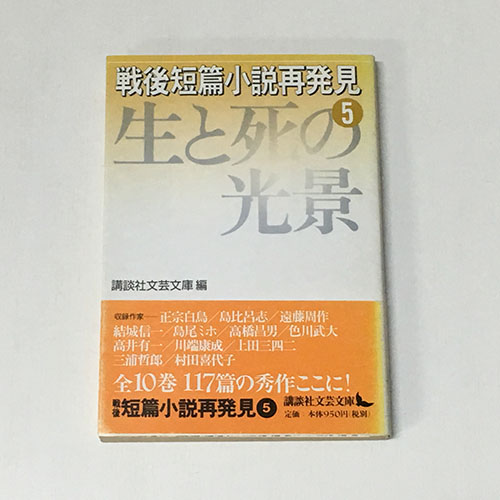 戦後短篇小説再発見
5
生と死の
光景
講談社文芸文庫 編
収録作家──正宗白鳥／島比呂志／遠藤周作
結城信一／島尾ミホ／高橋昌男／色川武大
高井有一／川端康成／上田三四二
三浦哲郎／村田喜代子
全10巻 117篇の秀作ここに!
戦後 短篇小説再発見 5
講談社文芸文庫
定価：本体950円(税別)